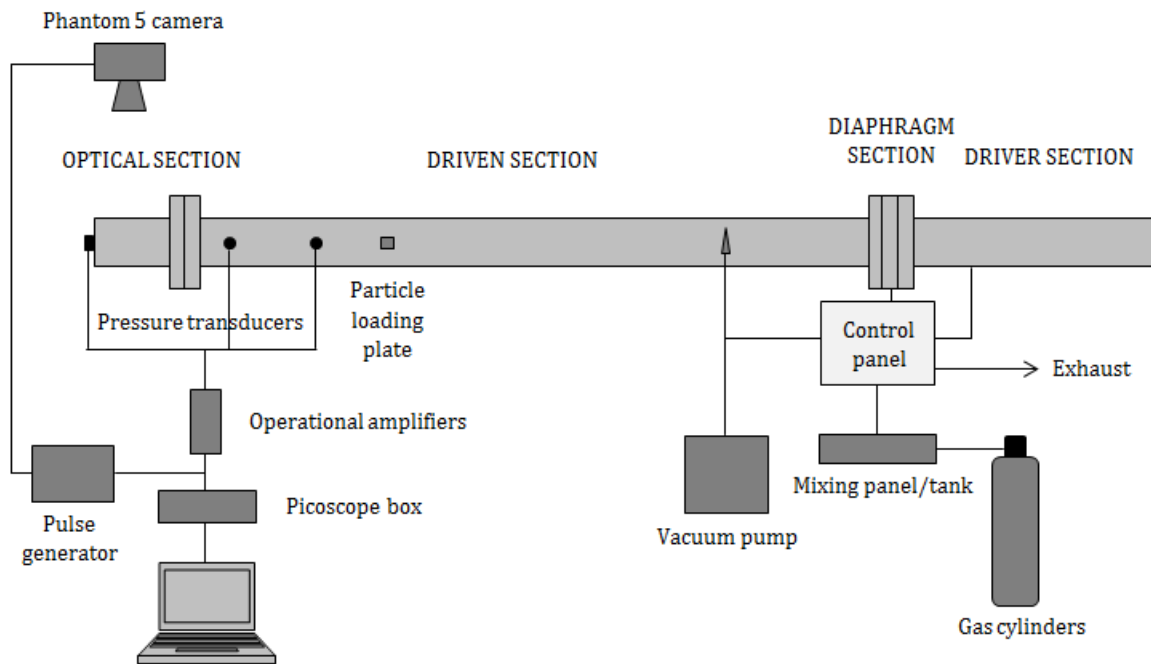 Phantom 5 camera
OPTICAL SECTION
DRIVEN SECTION
DIAPHRAGM
SECTION
DRIVER SECTION
Pressure transducers
Particle
loading
plate
Control
panel
Exhaust
Operational amplifiers
Mixing panel/tank
Picoscope box
Pulse
generator
Vacuum pump
Gas cylinders